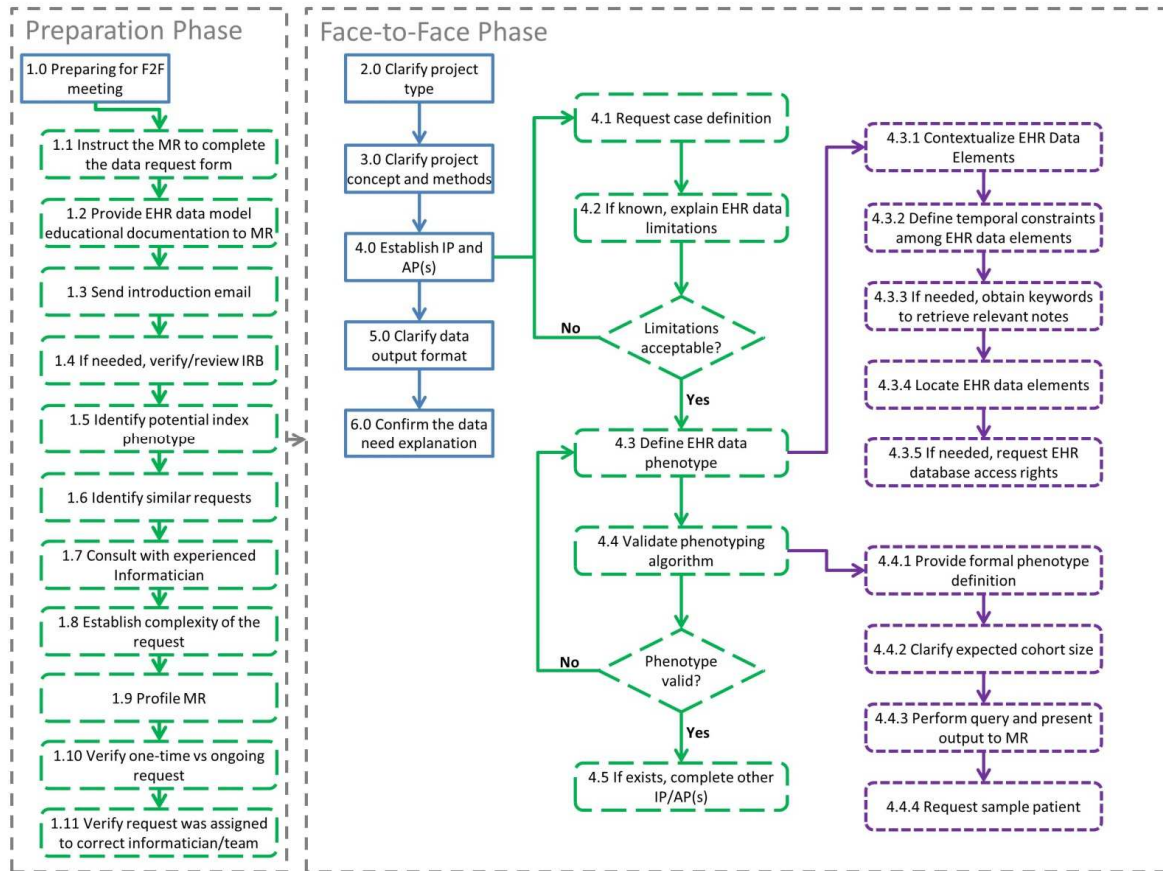 Preparation Phase
1.0 Preparing for F2F
meeting
1.1 Instruct the MR to complete
the data request form
1.2 Provide EHR data model
educational documentation to MR
1.3 Send introduction email
1.4 If needed, verify/review IRB
1.5 Identify potential index
phenotype
1.6 Identify similar requests
1.7 Consult with experienced
Informatician
1.8 Establish complexity of the
request
1.9 Profile MR
1.10 Verify one-time vs ongoing
request
1.11 Verify request was assigned
to correct informatician/team
Face-to-Face Phase
2.0 Clarify project
type
3.0 Clarify project
concept and methods
4.0 Establish IP and
AP(s)
5.0 Clarify data
output format
6.0 Confirm the data
need explanation
4.1 Request case definition
4.2 If known, explain EHR data
limitations
Limitations
acceptable?
No
Yes
4.3 Define EHR data
phenotype
4.4 Validate phenotyping
algorithm
Phenotype
valid?
No
Yes
4.5 If exists, complete other
IP/AP(s)
4.3.1 Contextualize EHR Data
Elements
4.3.2 Define temporal constraints
among EHR data elements
4.3.3 If needed, obtain keywords
to retrieve relevant notes
4.3.4 Locate EHR data elements
4.3.5 If needed, request EHR
database access rights
4.4.1 Provide formal phenotype
definition
4.4.2 Clarify expected cohort size
4.4.3 Perform query and present
output to MR
4.4.4 Request sample patient